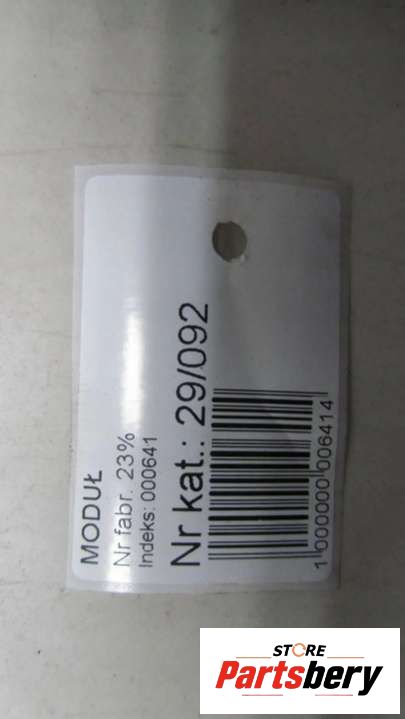 MODUŁ
Nr fabr. 23%
Indeks: 000641
Nr kat.: 29/092
1 000000 006414
STORE
Partsbery